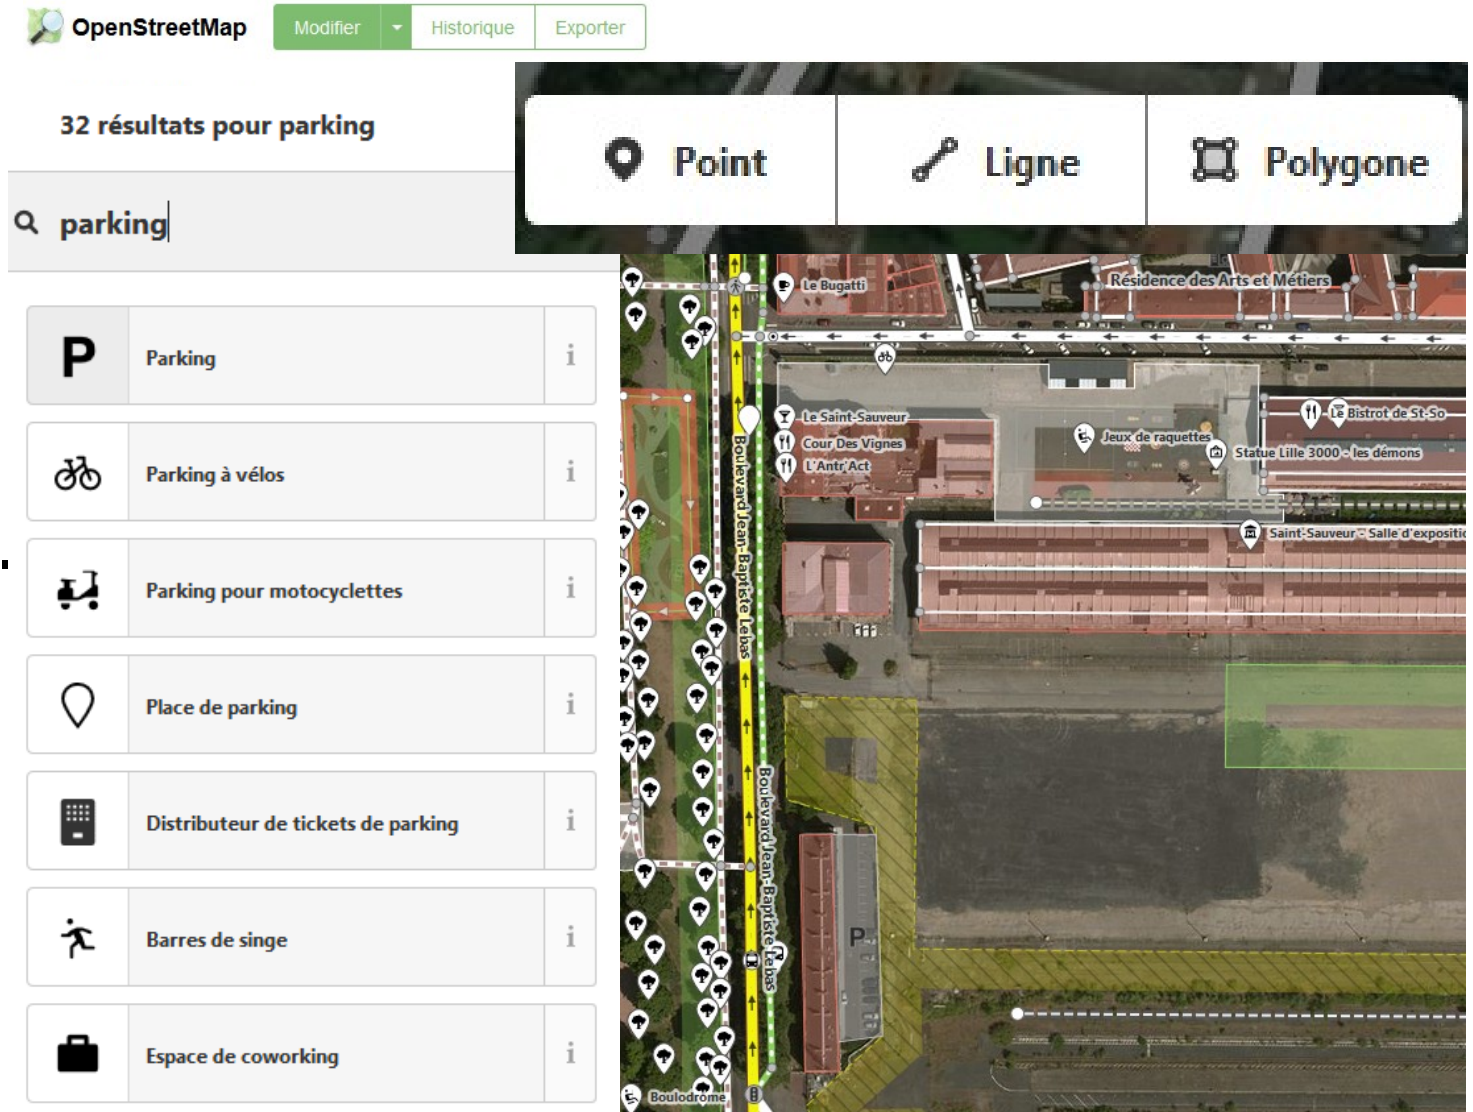 OpenStreetMap
Modifier
Historique
Exporter
32 résultats pour parking
Point
Ligne
Polygone
parking
Parking
i
Parking à vélos
i
Parking pour motocyclettes
i
Place de parking
i
Distributeur de tickets de parking
i
Barres de singe
i
Espace de coworking
i
Le Bugatti
Résidence des Arts et Métiers
Le Saint-Sauveur
Cour Des Vignes
L'Antr'Act
Jeux de raquettes
Le Bistrot de St-So
Statue Lille 3000 - les démons
Saint-Sauveur - Salle d'expositio
Boulevard Jean-Baptiste Lebas
Boulevard Jean-Baptiste Lebas
P
P
Boulodrome